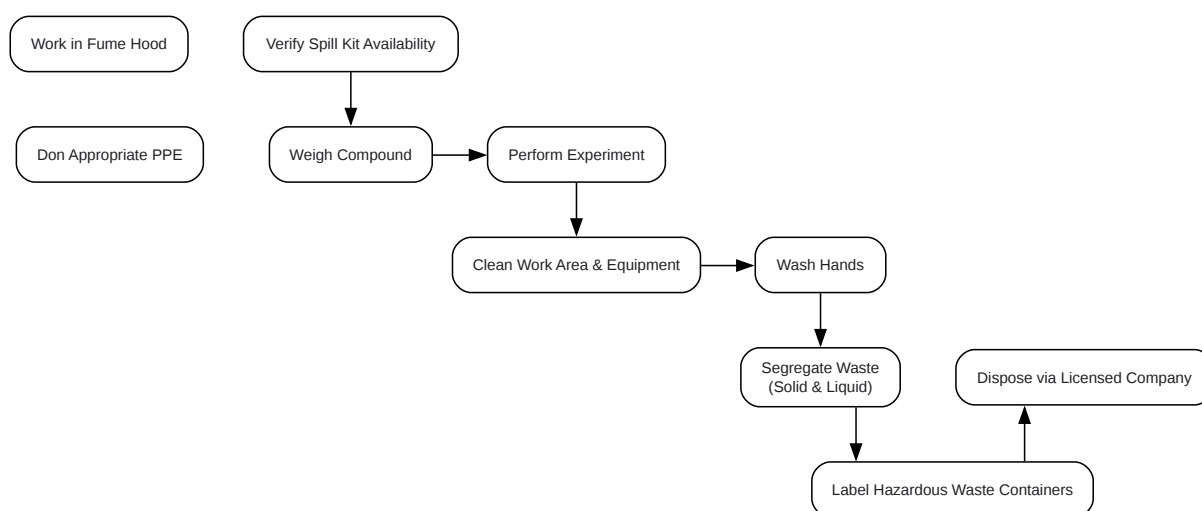 Work in Fume Hood
Verify Spill Kit Availability
Don Appropriate PPE
Weigh Compound
Perform Experiment
Clean Work Area & Equipment
Wash Hands
Segregate Waste
(Solid & Liquid)
Dispose via Licensed Company
Label Hazardous Waste Containers